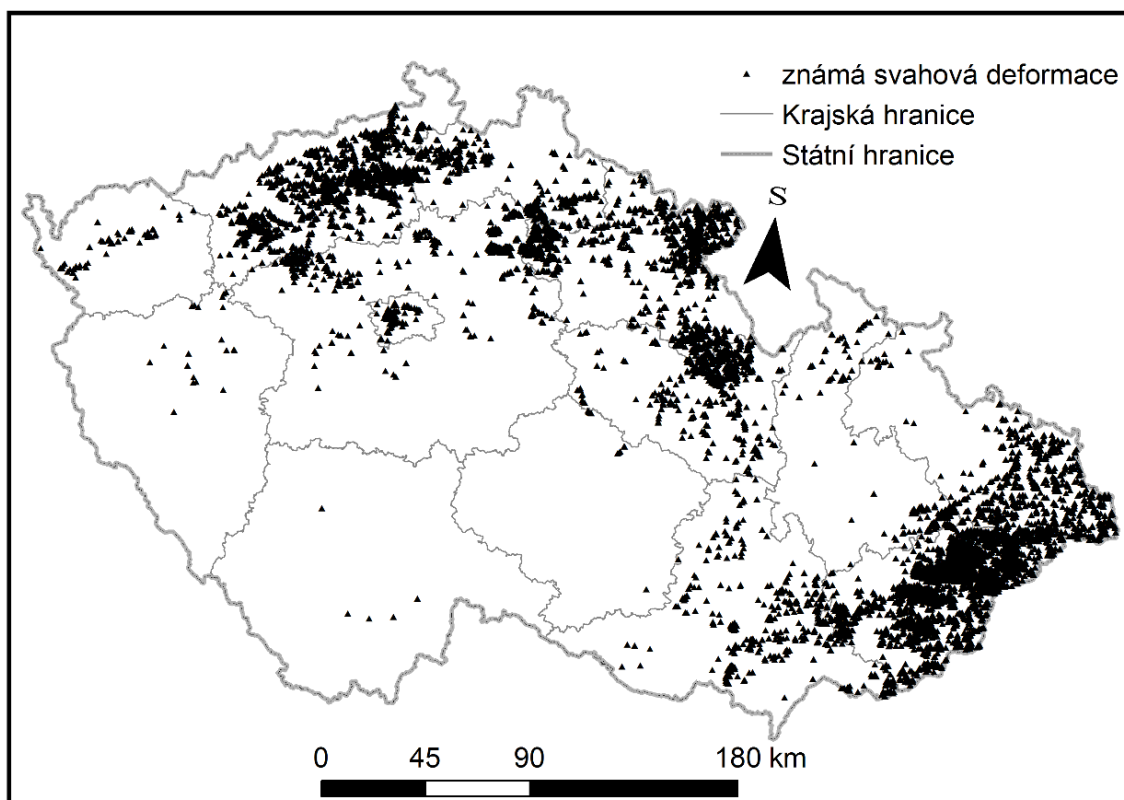 známá svahová deformace
Krajská hranice
Státní hranice
S
0 45 90 180 km